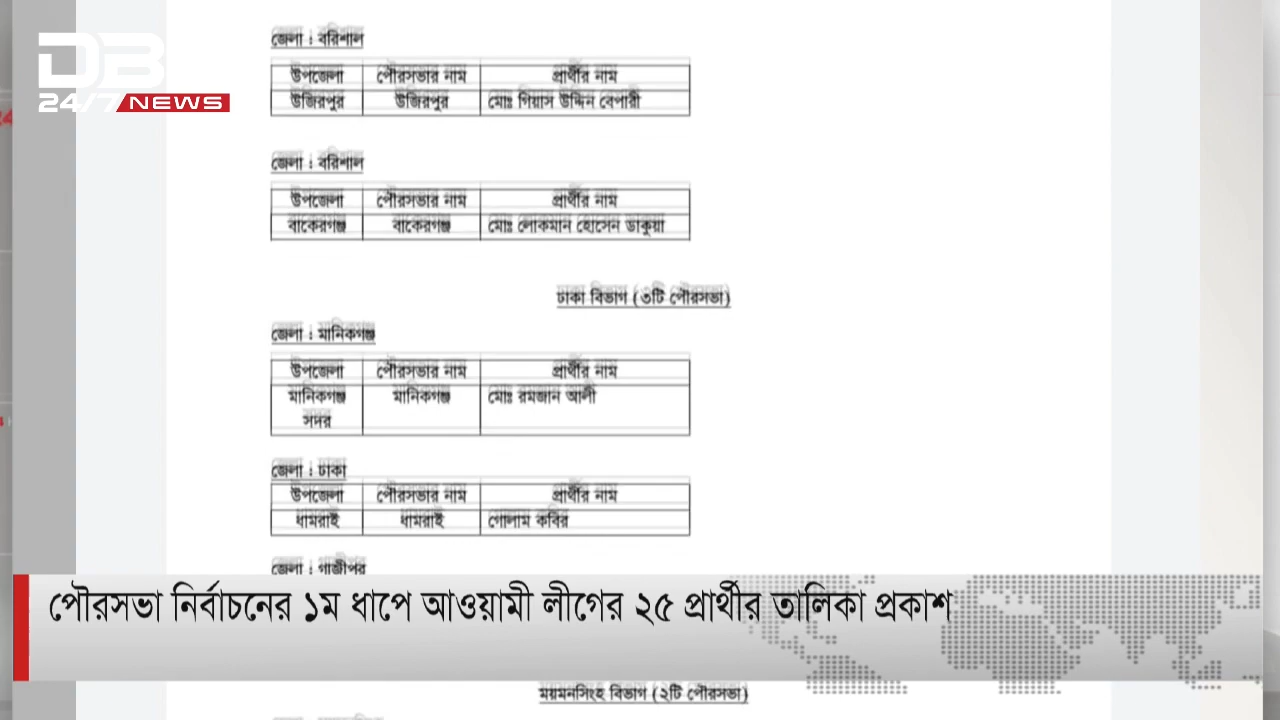 DB
24/7 NEWS
জেলা : বরিশাল
উপজেলা পৌরসভার নাম প্রার্থীর নাম
উজিরপুর উজিরপুর মোঃ গিয়াস উদ্দিন বেপারী
জেলা : বরিশাল
উপজেলা পৌরসভার নাম প্রার্থীর নাম
বাকেরগঞ্জ বাকেরগঞ্জ মোঃ লোকমান হোসেন ডাকুয়া
ঢাকা বিভাগ (৩টি পৌরসভা)
জেলা : মানিকগঞ্জ
উপজেলা পৌরসভার নাম প্রার্থীর নাম
মানিকগঞ্জ মানিকগঞ্জ মোঃ রমজান আলী
সদর
জেলা : ঢাকা
উপজেলা পৌরসভার নাম প্রার্থীর নাম
ধামরাই ধামরাই গোলাম কবির
জেলা : গাজীপুর
পৌরসভা নির্বাচনের ১ম ধাপে আওয়ামী লীগের ২৫ প্রার্থীর তালিকা প্রকাশ
ময়মনসিংহ বিভাগ (২টি পৌরসভা)